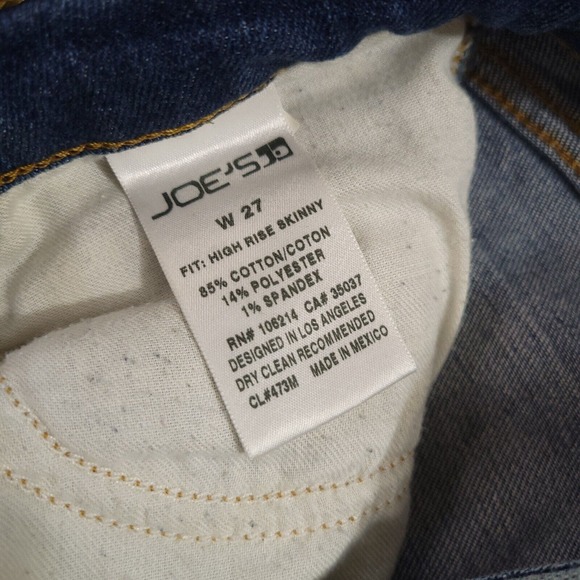 JOE'S J.
W 27
FIT: HIGH RISE SKINNY
85% COTTON/COTON
14% POLYESTER
1% SPANDEX
RN# 106214 CA# 35037
DESIGNED IN LOS ANGELES
DRY CLEAN RECOMMENDED
CL#473M MADE IN MEXICO